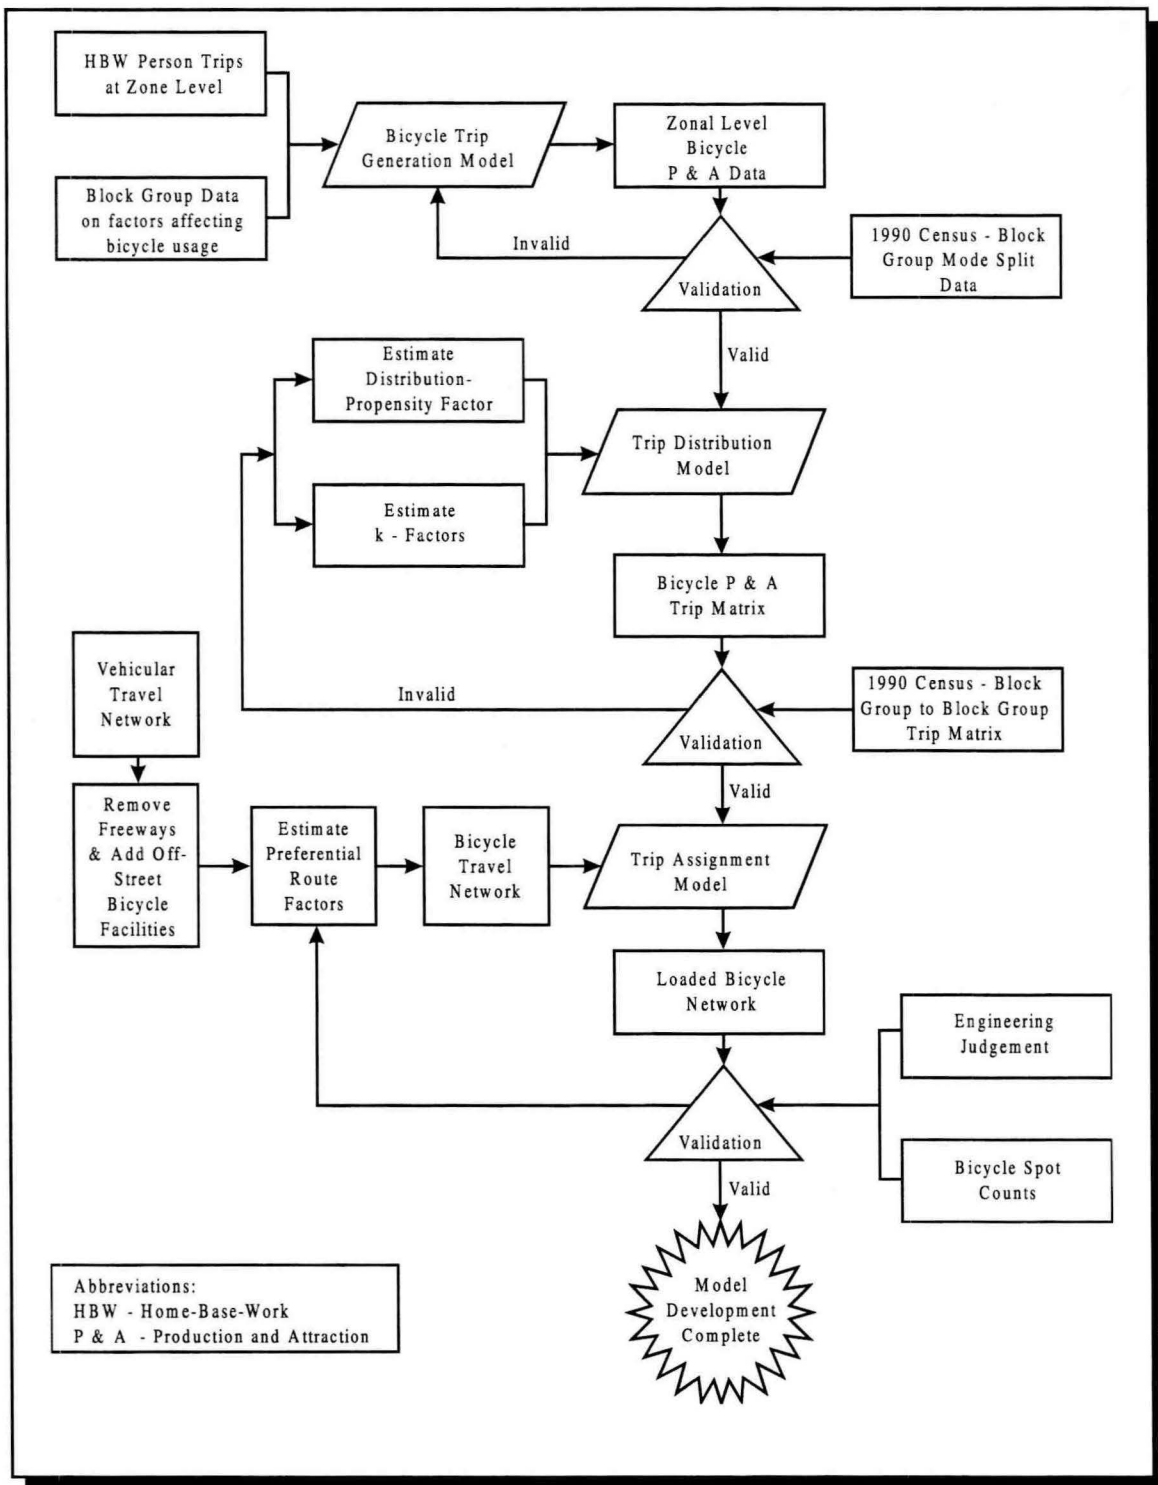 HBW Person Trips
at Zone Level
Block Group Data
on factors affecting
bicycle usage
Bicycle Trip
Generation Model
Zonal Level
Bicycle
P & A Data
Invalid
Validation
1990 Census - Block
Group Mode Split
Data
Valid
Estimate
Distribution-
Propensity Factor
Estimate
k - Factors
Trip Distribution
Model
Bicycle P & A
Trip Matrix
Invalid
Validation
1990 Census - Block
Group to Block Group
Trip Matrix
Valid
Vehicular
Travel
Network
Remove
Freeways
& Add Off-
Street
Bicycle
Facilities
Estimate
Preferential
Route
Factors
Bicycle
Travel
Network
Trip Assignment
Model
Loaded Bicycle
Network
Engineering
Judgement
Validation
Bicycle Spot
Counts
Valid
Model
Development
Complete
Abbreviations:
HBW - Home-Base-Work
P & A - Production and Attraction